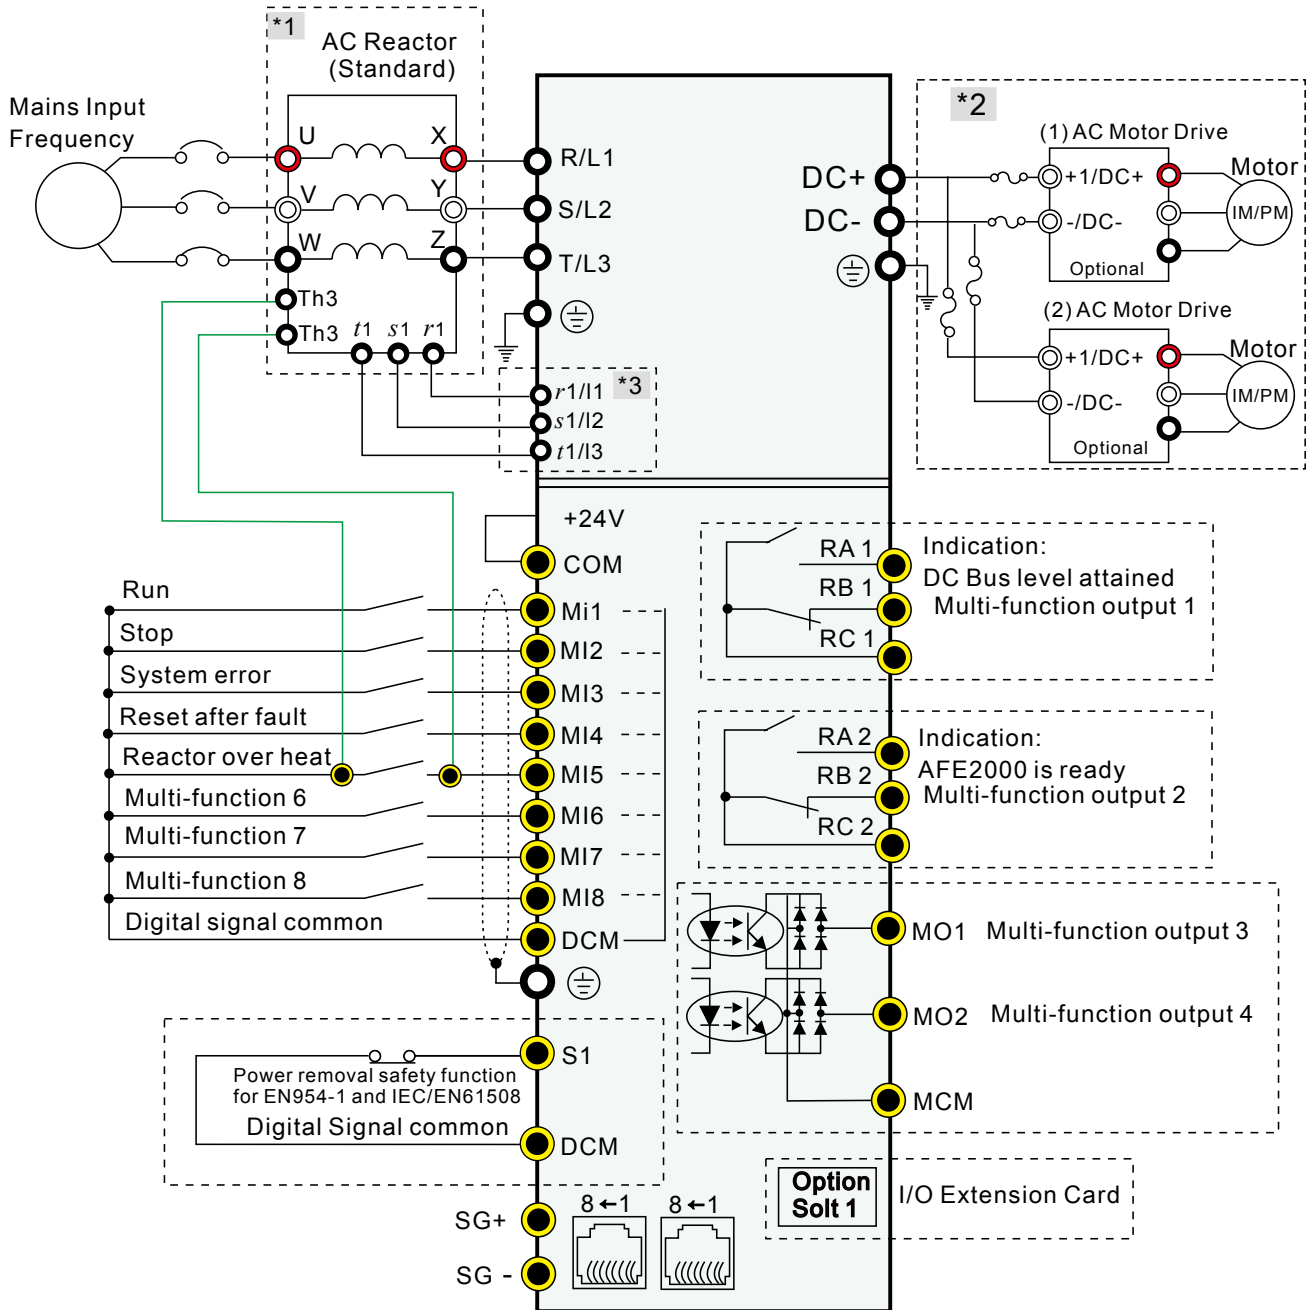 *1
AC Reactor
(Standard)
Mains Input
Frequency
U
X
V
Y
W
Z
Th3
Th3
t1 s1 r1
R/L1
S/L2
T/L3
*3
r1/l1
s1/l2
t1/l3
DC+
DC-
*2
(1) AC Motor Drive
+1/DC+
-/DC-
Optional
Motor
IM/PM
(2) AC Motor Drive
+1/DC+
-/DC-
Optional
Motor
IM/PM
+24V
COM
Run
Mi1
Stop
MI2
System error
MI3
Reset after fault
MI4
Reactor over heat
MI5
Multi-function 6
MI6
Multi-function 7
MI7
Multi-function 8
MI8
Digital signal common
DCM
RA 1
RB 1
RC 1
Indication:
DC Bus level attained
Multi-function output 1
RA 2
RB 2
RC 2
Indication:
AFE2000 is ready
Multi-function output 2
MO1 Multi-function output 3
MO2 Multi-function output 4
MCM
S1
Power removal safety function
for EN954-1 and IEC/EN61508
Digital Signal common
DCM
Option
Solt 1
I/O Extension Card
SG+
SG -
8←1
8←1